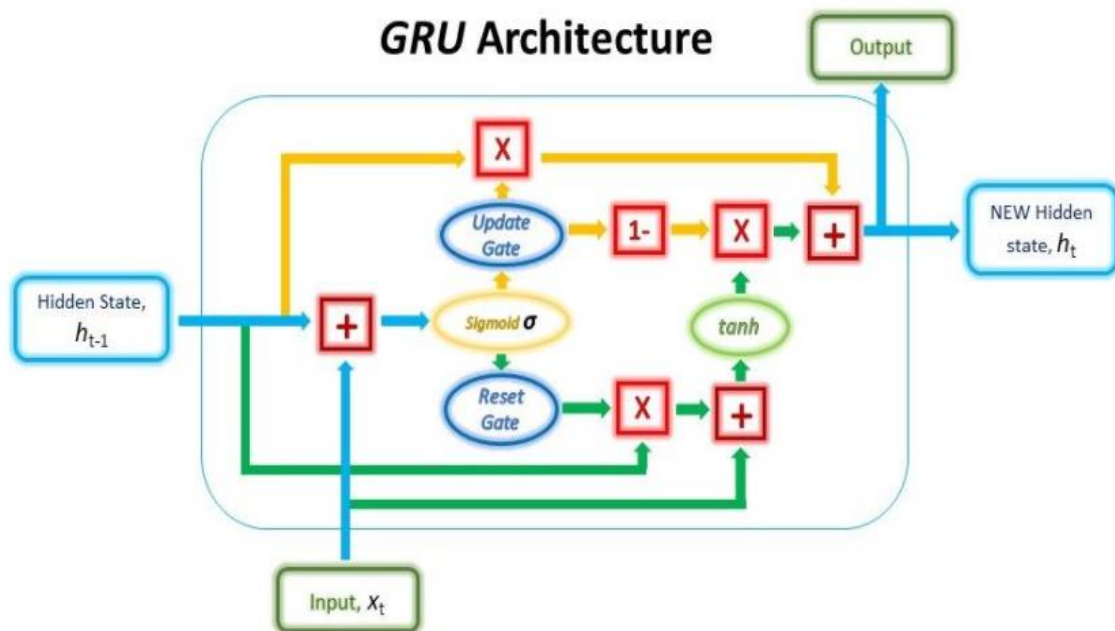 GRU Architecture
Output
X
Update
Gate
1-
X
+
NEW Hidden
state, ht
Hidden State,
ht-1
+
Sigmoid σ
tanh
Reset
Gate
X
+
Input, xt